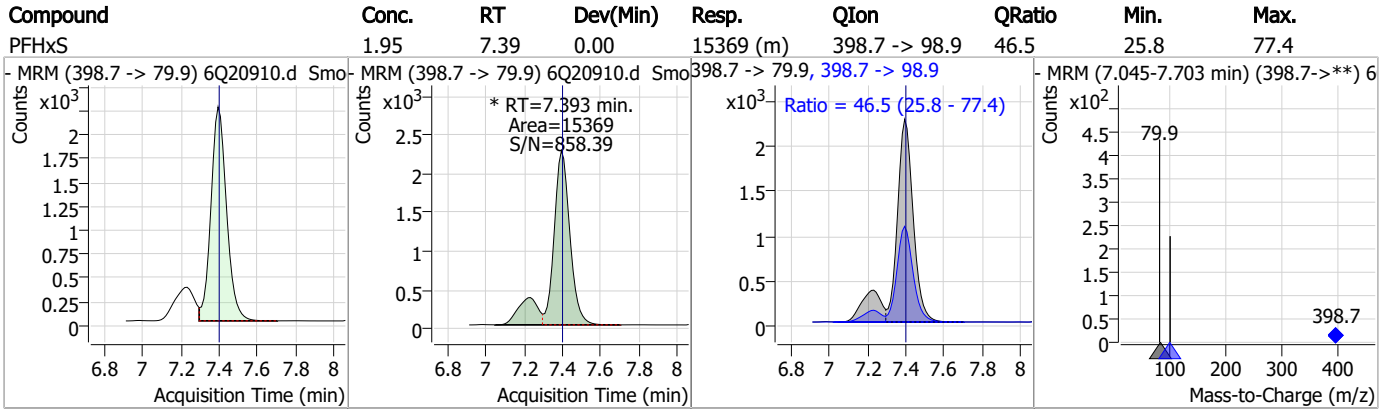 Compound Conc. RT Dev(Min) Resp. QIon QRatio Min. Max.
PFHxS 1.95 7.39 0.00 15369 (m) 398.7 -> 98.9 46.5 25.8 77.4
- MRM (398.7 -> 79.9) 6Q20910.d Smo
Counts
x10³
2
1.75
1.5
1.25
1
0.75
0.5
0.25
0
6.8 7 7.2 7.4 7.6 7.8 8
Acquisition Time (min)
- MRM (398.7 -> 79.9) 6Q20910.d Smo
Counts
x10³
* RT=7.393 min.
Area=15369
S/N=858.39
2.5
2
1.5
1
0.5
0
6.8 7 7.2 7.4 7.6 7.8 8
Acquisition Time (min)
398.7 -> 79.9, 398.7 -> 98.9
Counts
x10³
Ratio = 46.5 (25.8 - 77.4)
2
1.5
1
0.5
0
6.8 7 7.2 7.4 7.6 7.8 8
Acquisition Time (min)
- MRM (7.045-7.703 min) (398.7->**) 6
Counts
x10²
79.9
4.5
4
3.5
3
2.5
2
1.5
1
0.5
0
398.7
100 200 300 400
Mass-to-Charge (m/z)